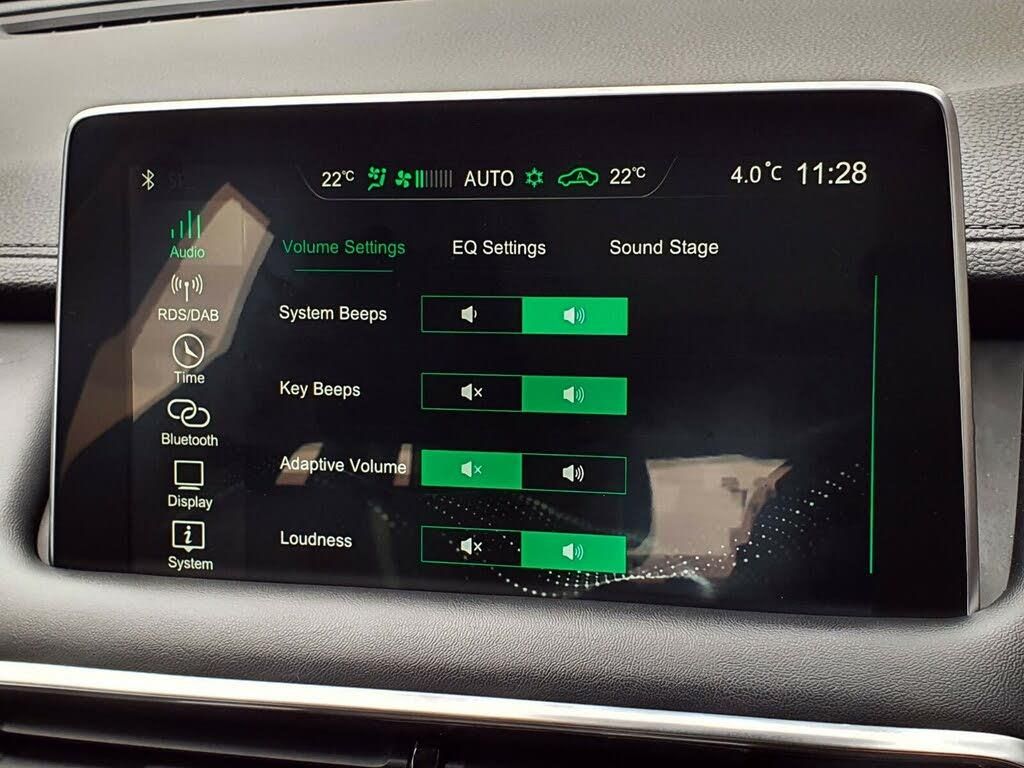 22°C AUTO A 22°C 4.0°C 11:28
Audio
Volume Settings EQ Settings Sound Stage
RDS/DAB
System Beeps
Time
Key Beeps
Bluetooth
Adaptive Volume
Display
Loudness
System